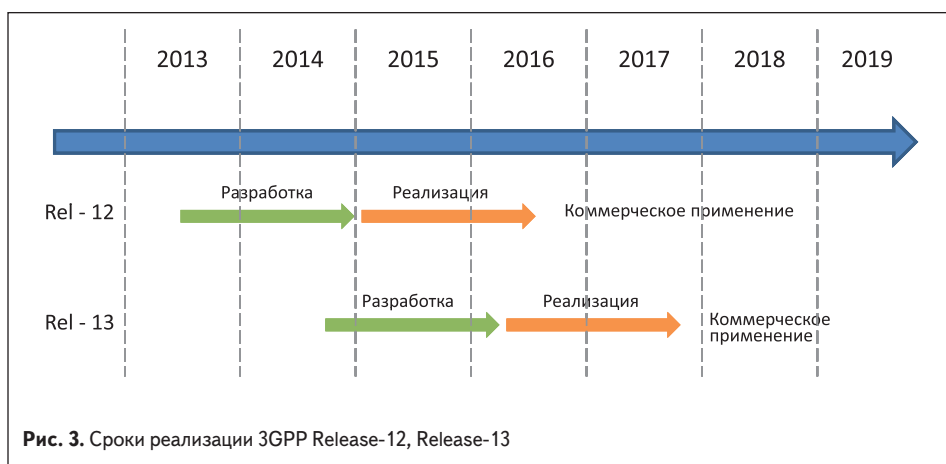 2013 2014 2015 2016 2017 2018 2019
Разработка Реализация
Rel - 12 Коммерческое применение
Разработка Реализация
Rel - 13 Коммерческое
применение
Рис. 3. Сроки реализации 3GPP Release-12, Release-13